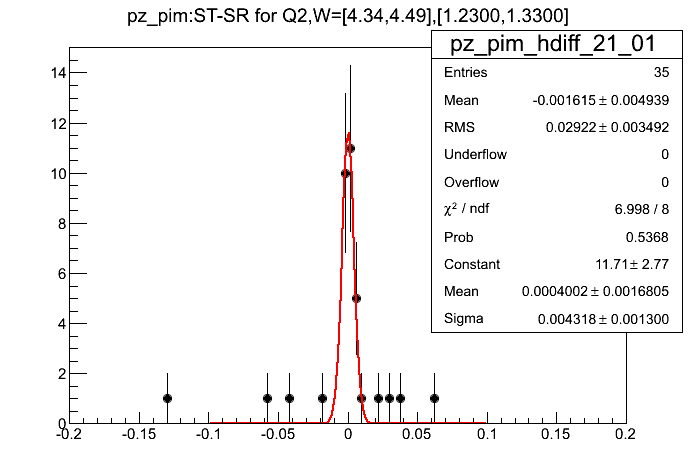 pz_pim:ST-SR for Q2,W=[4.34,4.49],[1.2300,1.3300]
pz_pim_hdiff_21_01
Entries 35
Mean -0.001615 ± 0.004939
RMS 0.02922 ± 0.003492
Underflow 0
Overflow 0
χ² / ndf 6.998 / 8
Prob 0.5368
Constant 11.71 ± 2.77
Mean 0.0004002 ± 0.0016805
Sigma 0.004318 ± 0.001300
14
12
10
8
6
4
2
0
-0.2 -0.15 -0.1 -0.05 0 0.05 0.1 0.15 0.2